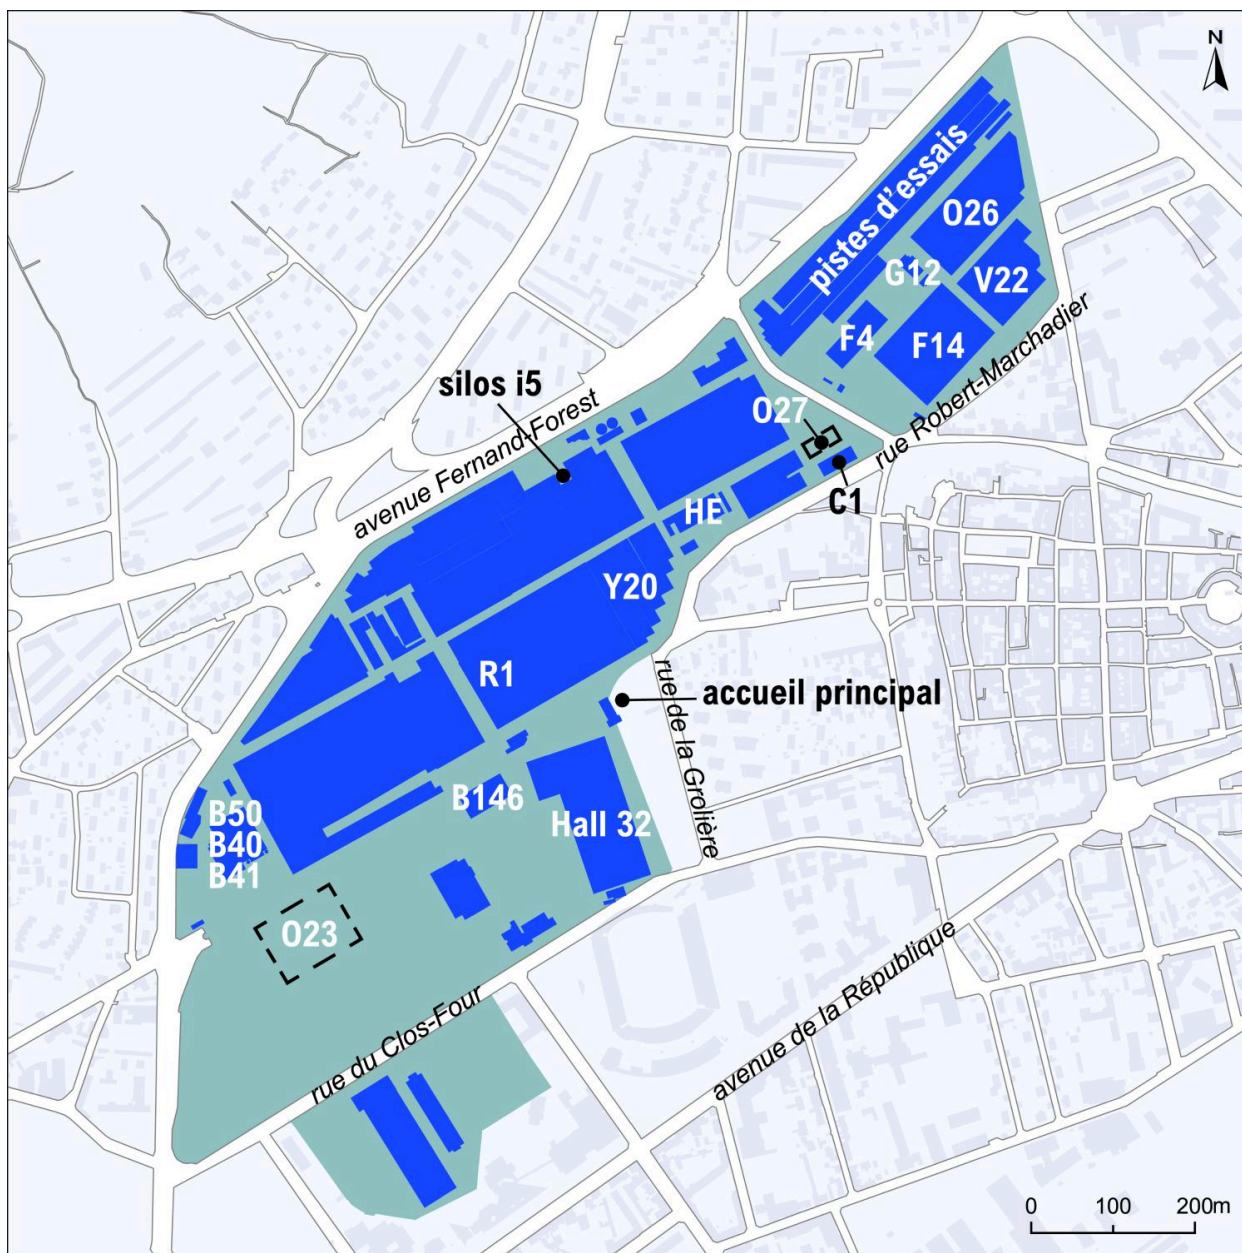 N
pistes d'essais
O26
G12
V22
F4
F14
silos i5
O27
avenue Fernand-Forest
rue Robert-Marchadier
C1
HE
Y20
R1
accueil principal
rue de la Grolière
B146
B50
Hall 32
B40
B41
O23
avenue de la République
rue du Clos-Four
0 100 200m